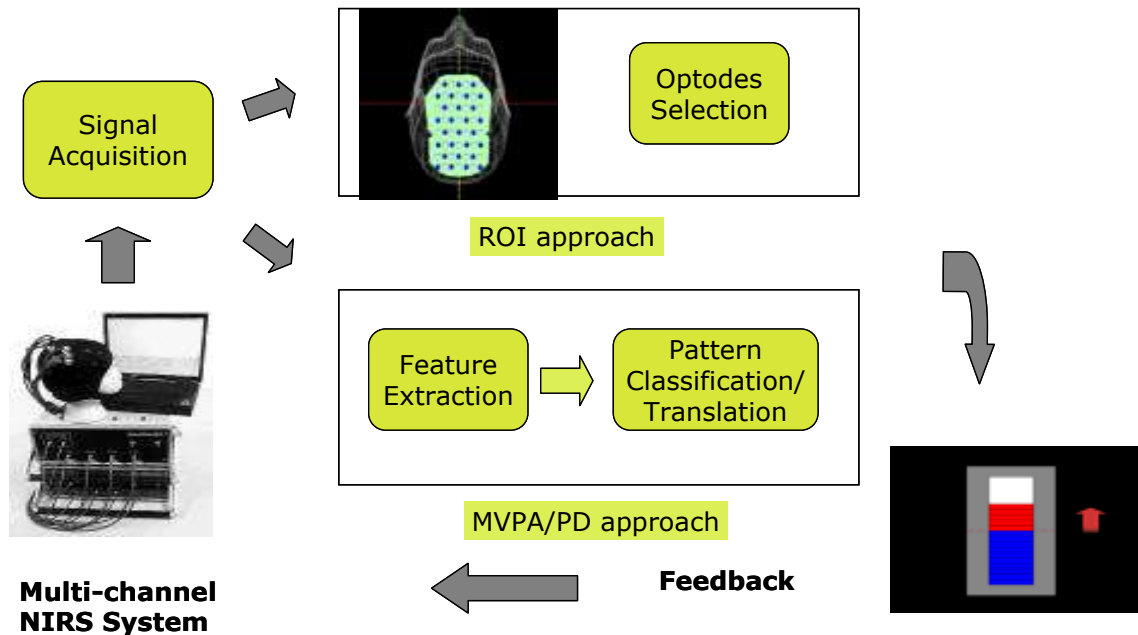 Signal
Acquisition
Optodes
Selection
ROI approach
Feature
Extraction
Pattern
Classification/
Translation
MVPA/PD approach
Feedback
Multi-channel
NIRS System